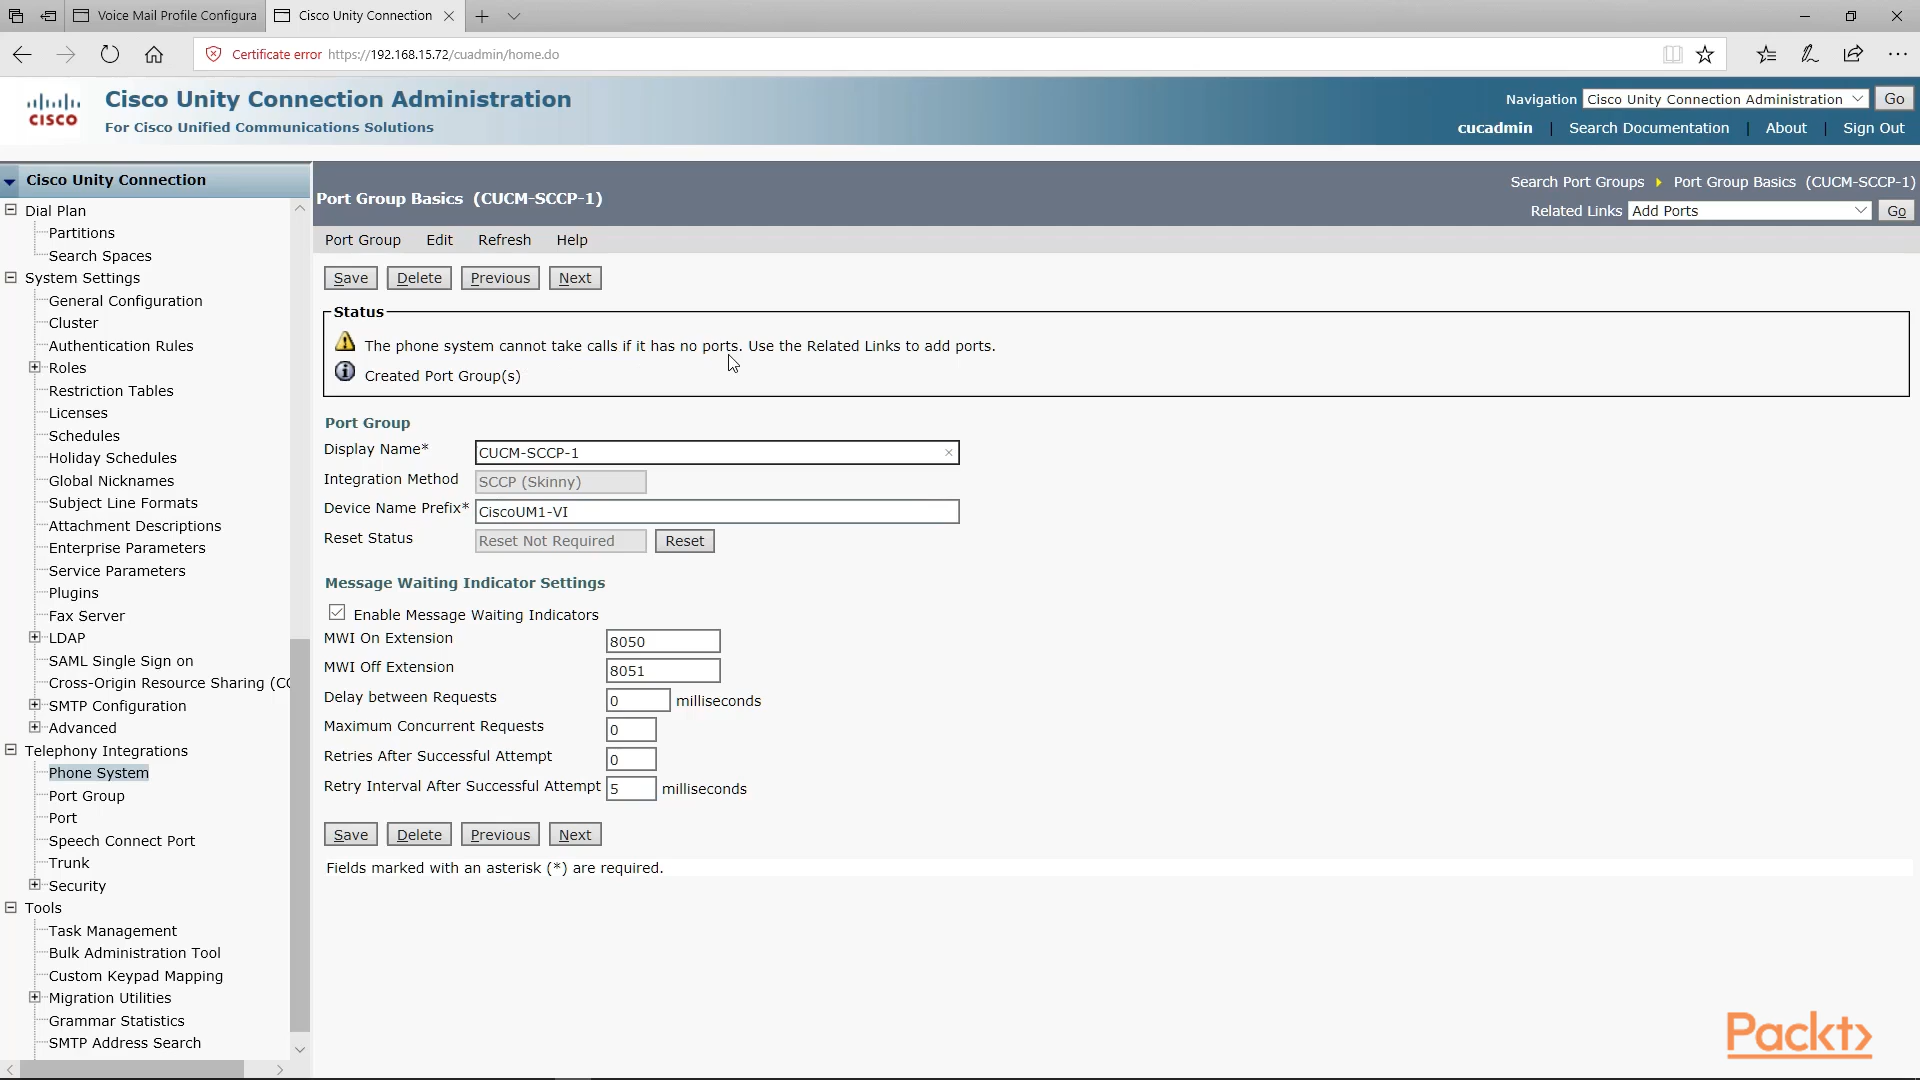 Voice Mail Profile Configura
Cisco Unity Connection
Certificate error https://192.168.15.72/cuadmin/home.do
CISCO
Cisco Unity Connection Administration
For Cisco Unified Communications Solutions
Navigation Cisco Unity Connection Administration Go
cucadmin | Search Documentation | About | Sign Out
Cisco Unity Connection
Dial Plan
Partitions
Search Spaces
System Settings
General Configuration
Cluster
Authentication Rules
Roles
Restriction Tables
Licenses
Schedules
Holiday Schedules
Global Nicknames
Subject Line Formats
Attachment Descriptions
Enterprise Parameters
Service Parameters
Plugins
Fax Server
LDAP
SAML Single Sign on
Cross-Origin Resource Sharing (CO
SMTP Configuration
Advanced
Telephony Integrations
Phone System
Port Group
Port
Speech Connect Port
Trunk
Security
Tools
Task Management
Bulk Administration Tool
Custom Keypad Mapping
Migration Utilities
Grammar Statistics
SMTP Address Search
Port Group Basics (CUCM-SCCP-1)
Search Port Groups Port Group Basics (CUCM-SCCP-1)
Related Links Add Ports Go
Port Group Edit Refresh Help
Save Delete Previous Next
Status
The phone system cannot take calls if it has no ports. Use the Related Links to add ports.
Created Port Group(s)
Port Group
Display Name* CUCM-SCCP-1
Integration Method SCCP (Skinny)
Device Name Prefix* CiscoUM1-VI
Reset Status Reset Not Required Reset
Message Waiting Indicator Settings
Enable Message Waiting Indicators
MWI On Extension 8050
MWI Off Extension 8051
Delay between Requests 0 milliseconds
Maximum Concurrent Requests 0
Retries After Successful Attempt 0
Retry Interval After Successful Attempt 5 milliseconds
Save Delete Previous Next
Fields marked with an asterisk (*) are required.
Packt>